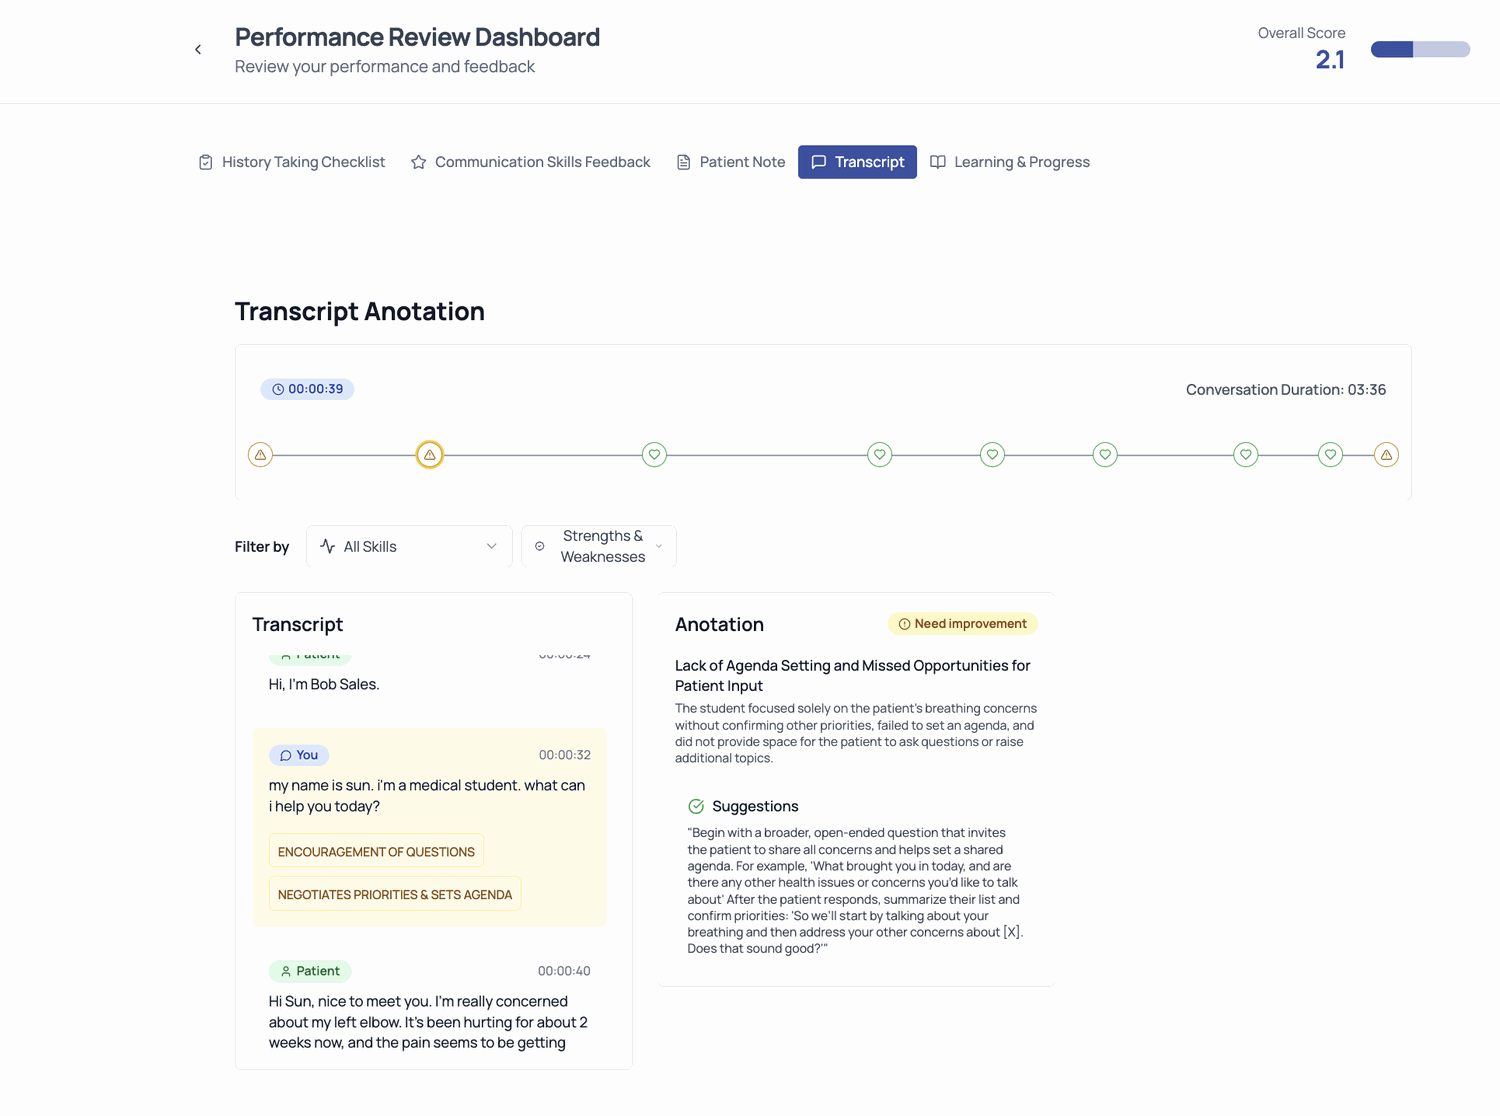 Performance Review Dashboard
Review your performance and feedback
Overall Score
2.1
History Taking Checklist
Communication Skills Feedback
Patient Note
Transcript
Learning & Progress
Transcript Anotation
00:00:39
Conversation Duration: 03:36
Filter by
All Skills
Strengths &
Weaknesses
Transcript
Patient
00:00:24
Hi, I'm Bob Sales.
You
00:00:32
my name is sun. i'm a medical student. what can
i help you today?
ENCOURAGEMENT OF QUESTIONS
NEGOTIATES PRIORITIES & SETS AGENDA
Patient
00:00:40
Hi Sun, nice to meet you. I'm really concerned
about my left elbow. It's been hurting for about 2
weeks now, and the pain seems to be getting
Anotation
Need improvement
Lack of Agenda Setting and Missed Opportunities for
Patient Input
The student focused solely on the patient's breathing concerns
without confirming other priorities, failed to set an agenda, and
did not provide space for the patient to ask questions or raise
additional topics.
Suggestions
"Begin with a broader, open-ended question that invites
the patient to share all concerns and helps set a shared
agenda. For example, 'What brought you in today, and are
there any other health issues or concerns you'd like to talk
about' After the patient responds, summarize their list and
confirm priorities: 'So we'll start by talking about your
breathing and then address your other concerns about [X].
Does that sound good?'"